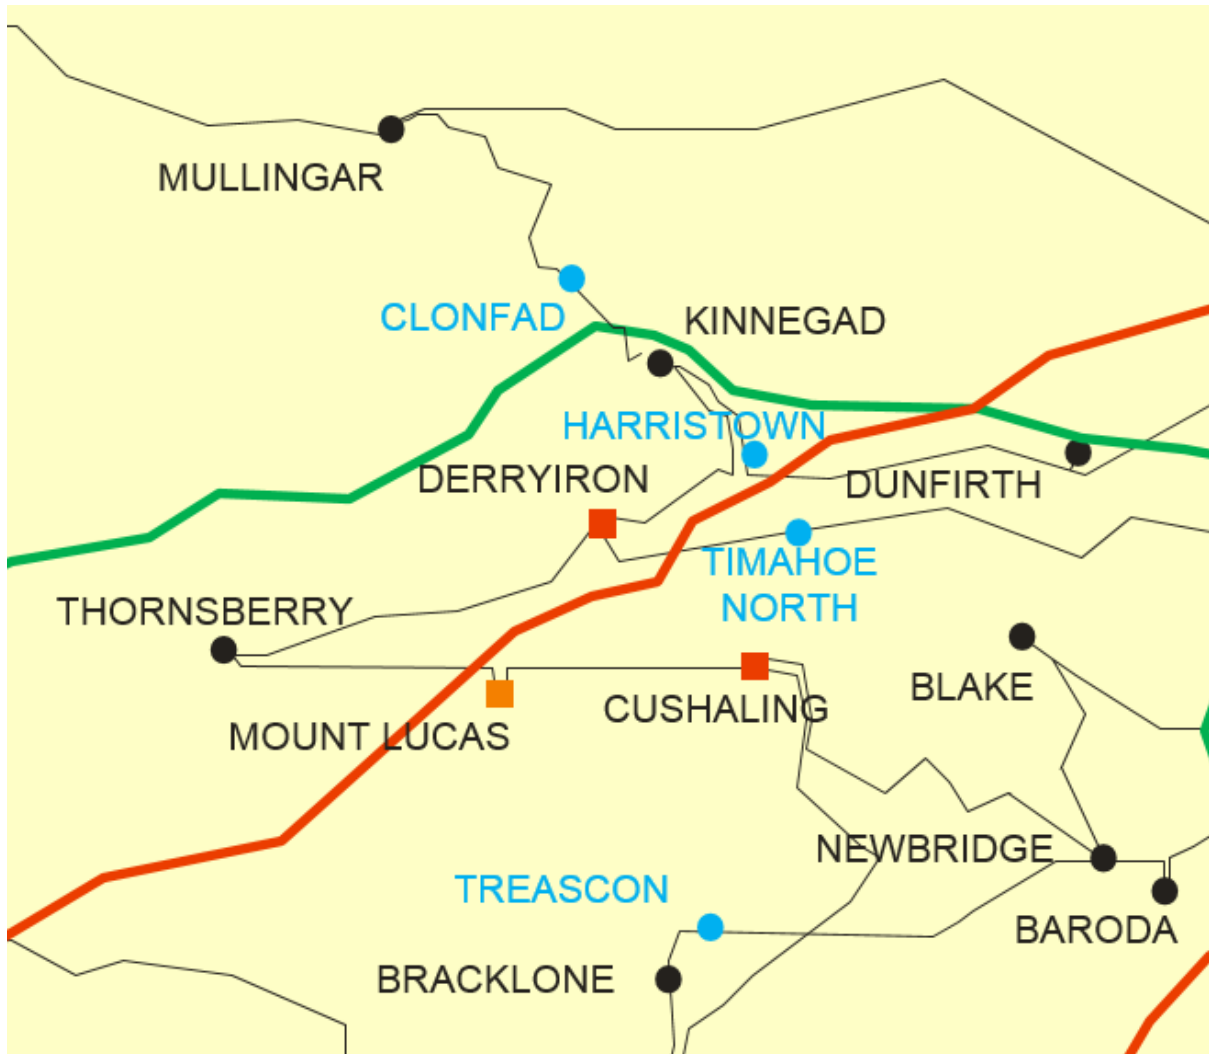 MULLINGAR
CLONFAD
KINNEGAD
HARRISTOWN
DERRYIRON
DUNFIRTH
TIMAHOE
NORTH
THORNSBERRY
BLAKE
CUSHALING
MOUNT LUCAS
NEWBRIDGE
TREASCON
BARODA
BRACKLONE